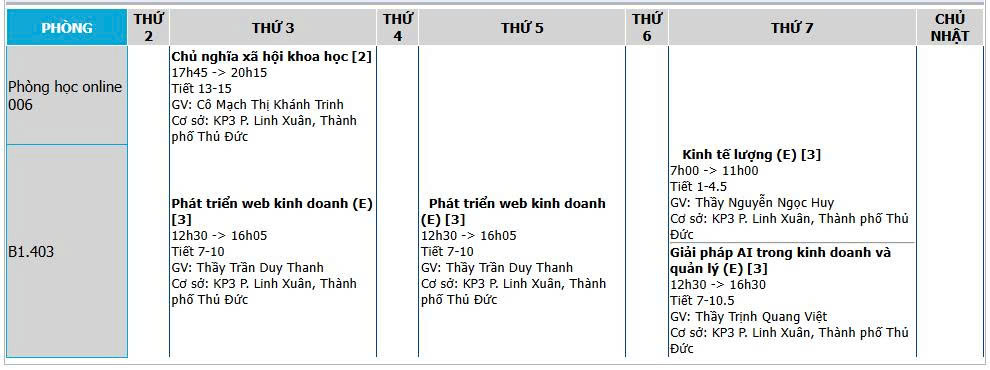 PHÒNG
THỨ
2
THỨ 3
THỨ
4
THỨ 5
THỨ
6
THỨ 7
CHỦ
NHẬT
Phòng học online
006
Chủ nghĩa xã hội khoa học [2]
17h45 -> 20h15
Tiết 13-15
GV: Cô Mạch Thị Khánh Trinh
Cơ sở: KP3 P. Linh Xuân, Thành
phố Thủ Đức
B1.403
Phát triển web kinh doanh (E)
[3]
12h30 -> 16h05
Tiết 7-10
GV: Thầy Trần Duy Thanh
Cơ sở: KP3 P. Linh Xuân, Thành
phố Thủ Đức
Phát triển web kinh doanh
(E) [3]
12h30 -> 16h05
Tiết 7-10
GV: Thầy Trần Duy Thanh
Cơ sở: KP3 P. Linh Xuân, Thành
phố Thủ Đức
Kinh tế lượng (E) [3]
7h00 -> 11h00
Tiết 1-4.5
GV: Thầy Nguyễn Ngọc Huy
Cơ sở: KP3 P. Linh Xuân, Thành phố Thủ
Đức
Giải pháp AI trong kinh doanh và
quản lý (E) [3]
12h30 -> 16h30
Tiết 7-10.5
GV: Thầy Trịnh Quang Việt
Cơ sở: KP3 P. Linh Xuân, Thành phố Thủ
Đức